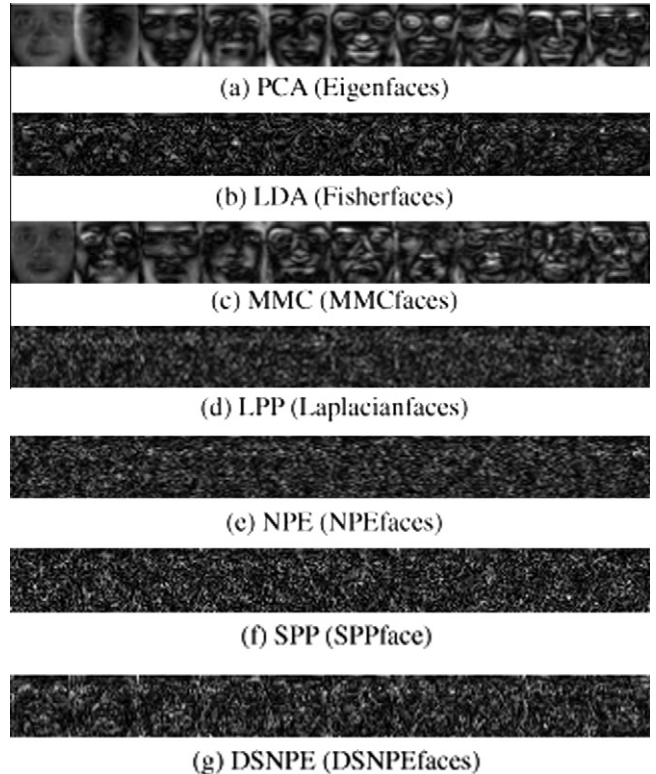 (a) PCA (Eigenfaces)
(b) LDA (Fisherfaces)
(c) MMC (MMCfaces)
(d) LPP (Laplacianfaces)
(e) NPE (NPEfaces)
(f) SPP (SPPface)
(g) DSNPE (DSNPEfaces)